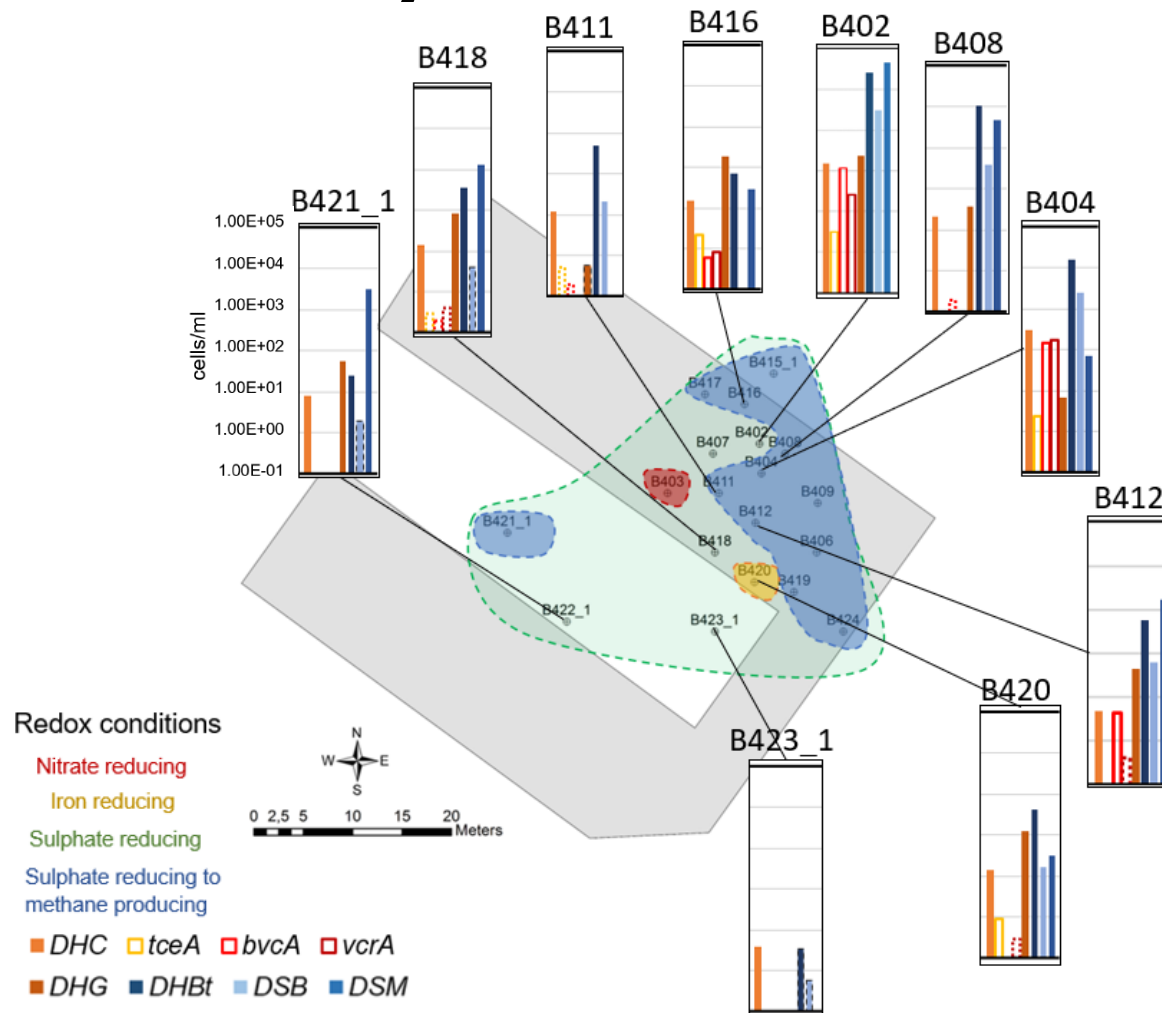 B411
B416
B402
B408
B418
B404
B421_1
1.00E+05
1.00E+04
1.00E+03
1.00E+02
1.00E+01
1.00E+00
1.00E-01
cells/ml
B415_1
B417
B416
B402
B408
B407
B404
B403
B411
B409
B412
B421_1
B418
B406
B420
B419
B422_1
B423_1
B424
B412
B420
B423_1
Redox conditions
Nitrate reducing
Iron reducing
Sulphate reducing
Sulphate reducing to
methane producing
N
W E
S
0 2,5 5 10 15 20
Meters
DHC tceA bvcA vcrA
DHG DHBt DSB DSM